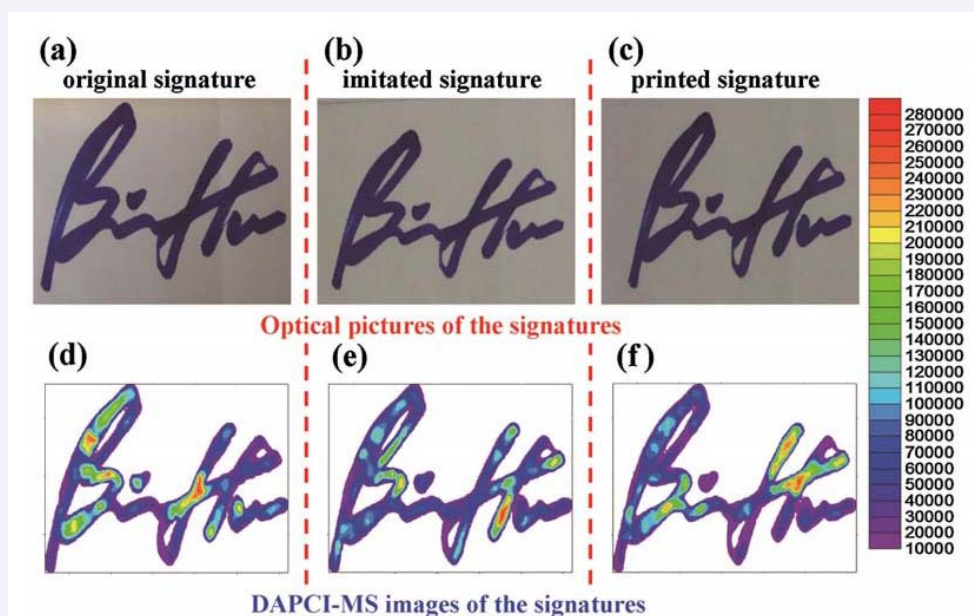 (a)
original signature
(b)
imitated signature
(c)
printed signature
Optical pictures of the signatures
(d)
(e)
(f)
DAPCI-MS images of the signatures
280000
270000
260000
250000
240000
230000
220000
210000
200000
190000
180000
170000
160000
150000
140000
130000
120000
110000
100000
90000
80000
70000
60000
50000
40000
30000
20000
10000